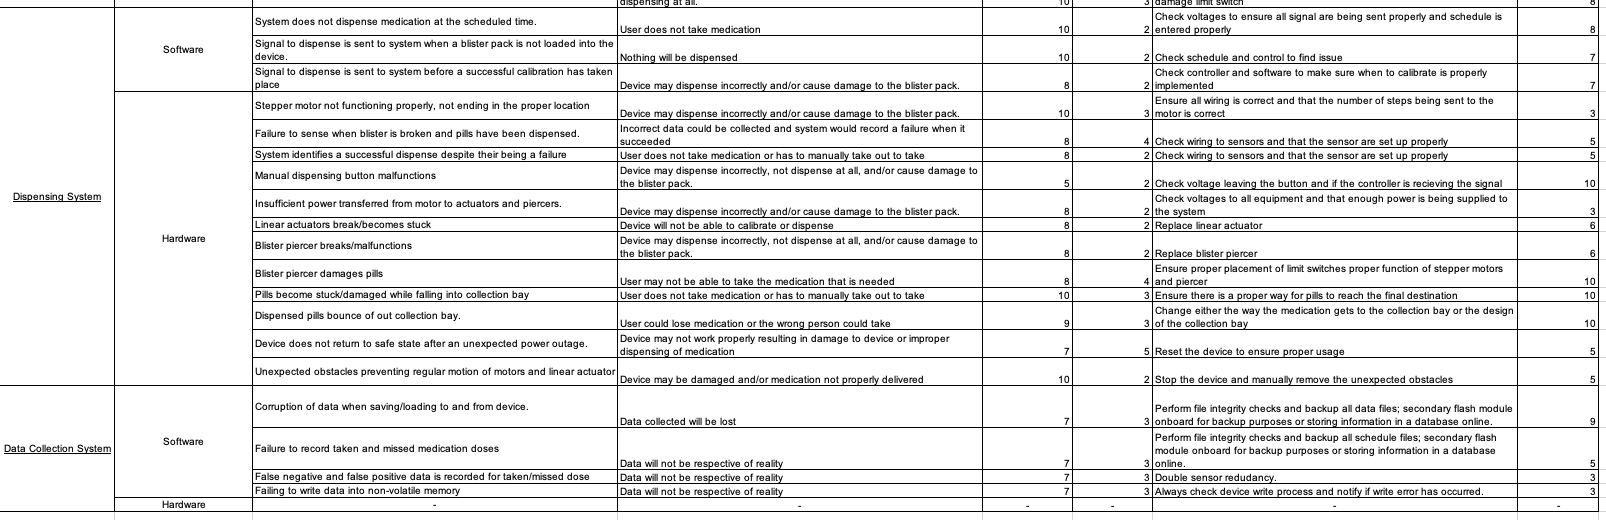 dispensing at all. 10 3 damage limit switch 8
System does not dispense medication at the scheduled time. User does not take medication 10 2 Check voltages to ensure all signal are being sent properly and schedule is
entered properly 8
Software
Signal to dispense is sent to system when a blister pack is not loaded into the
device. Nothing will be dispensed 10 2 Check schedule and control to find issue 7
Signal to dispense is sent to system before a successful calibration has taken
place Device may dispense incorrectly and/or cause damage to the blister pack. 8 2 Check controller and software to make sure when to calibrate is properly
implemented 7
Dispensing System
Hardware
Stepper motor not functioning properly, not ending in the proper location Device may dispense incorrectly and/or cause damage to the blister pack. 10 3 Ensure all wiring is correct and that the number of steps being sent to the
motor is correct 3
Failure to sense when blister is broken and pills have been dispensed. Incorrect data could be collected and system would record a failure when it
succeeded 8 4 Check wiring to sensors and that the sensor are set up properly 5
System identifies a successful dispense despite their being a failure User does not take medication or has to manually take out to take 8 2 Check wiring to sensors and that the sensor are set up properly 5
Manual dispensing button malfunctions Device may dispense incorrectly, not dispense at all, and/or cause damage to
the blister pack. 5 2 Check voltage leaving the button and if the controller is recieving the signal 10
Insufficient power transferred from motor to actuators and piercers. Device may dispense incorrectly and/or cause damage to the blister pack. 8 2 Check voltages to all equipment and that enough power is being supplied to
the system 3
Linear actuators break/becomes stuck Device will not be able to calibrate or dispense 8 2 Replace linear actuator 6
Blister piercer breaks/malfunctions Device may dispense incorrectly, not dispense at all, and/or cause damage to
the blister pack. 8 2 Replace blister piercer 6
Blister piercer damages pills User may not be able to take the medication that is needed 8 4 Ensure proper placement of limit switches proper function of stepper motors
and piercer 10
Pills become stuck/damaged while falling into collection bay User does not take medication or has to manually take out to take 10 3 Ensure there is a proper way for pills to reach the final destination 10
Dispensed pills bounce of out collection bay. User could lose medication or the wrong person could take 9 3 Change either the way the medication gets to the collection bay or the design
of the collection bay 10
Device does not return to safe state after an unexpected power outage. Device may not work properly resulting in damage to device or improper
dispensing of medication 7 5 Reset the device to ensure proper usage 5
Unexpected obstacles preventing regular motion of motors and linear actuator Device may be damaged and/or medication not properly delivered 10 2 Stop the device and manually remove the unexpected obstacles 5
Data Collection System
Software
Corruption of data when saving/loading to and from device. Data collected will be lost 7 3 Perform file integrity checks and backup all data files; secondary flash module
onboard for backup purposes or storing information in a database online. 9
Failure to record taken and missed medication doses Data will not be respective of reality 7 3 Perform file integrity checks and backup all schedule files; secondary flash
module onboard for backup purposes or storing information in a database
online. 5
False negative and false positive data is recorded for taken/missed dose Data will not be respective of reality 7 3 Double sensor redudancy. 3
Failing to write data into non-volatile memory Data will not be respective of reality 7 3 Always check device write process and notify if write error has occurred. 3
Hardware - - - - - -